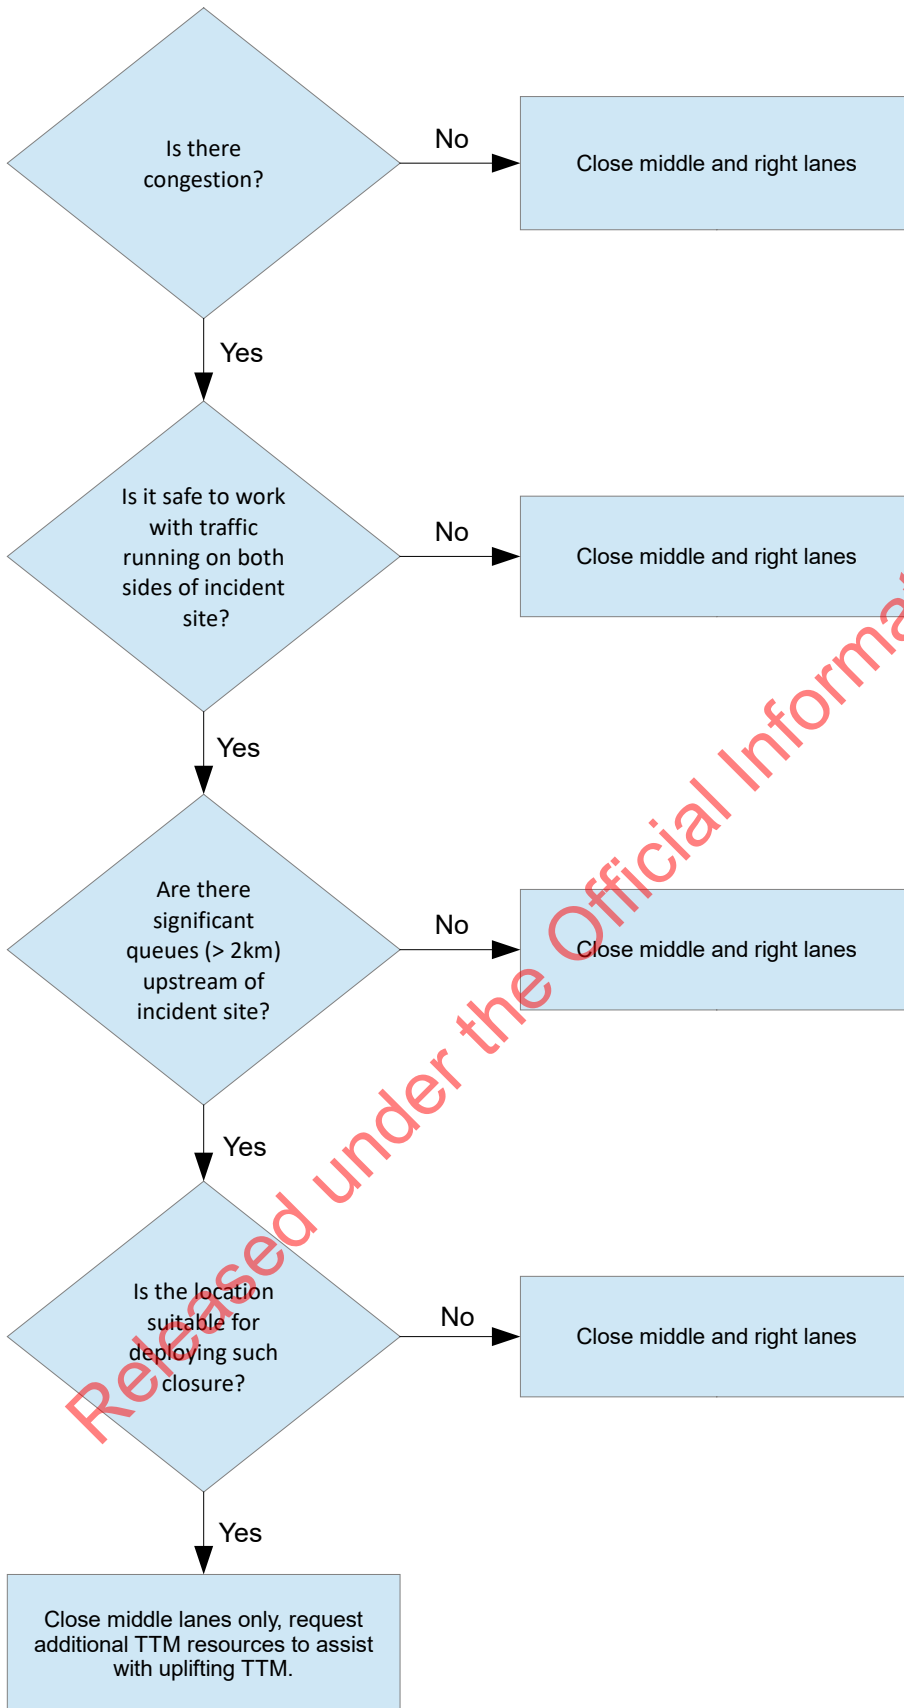 Is there
congestion?
No
Close middle and right lanes
Yes
Is it safe to work
with traffic
running on both
sides of incident
site?
No
Close middle and right lanes
Yes
Are there
significant
queues (> 2km)
upstream of
incident site?
No
Close middle and right lanes
Yes
Is the location
suitable for
deploying such
closure?
No
Close middle and right lanes
Yes
Close middle lanes only, request
additional TTM resources to assist
with uplifting TTM.
Released under the Official Informat